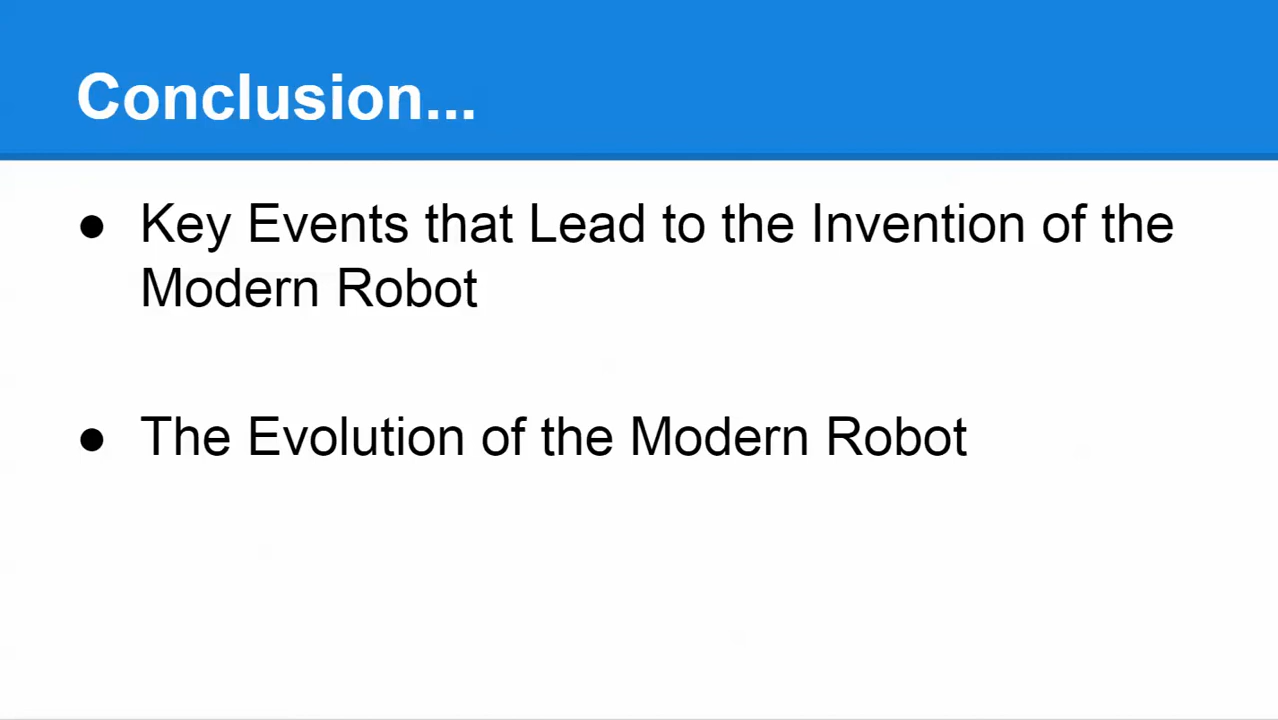 Conclusion...
● Key Events that Lead to the Invention of the
Modern Robot
● The Evolution of the Modern Robot